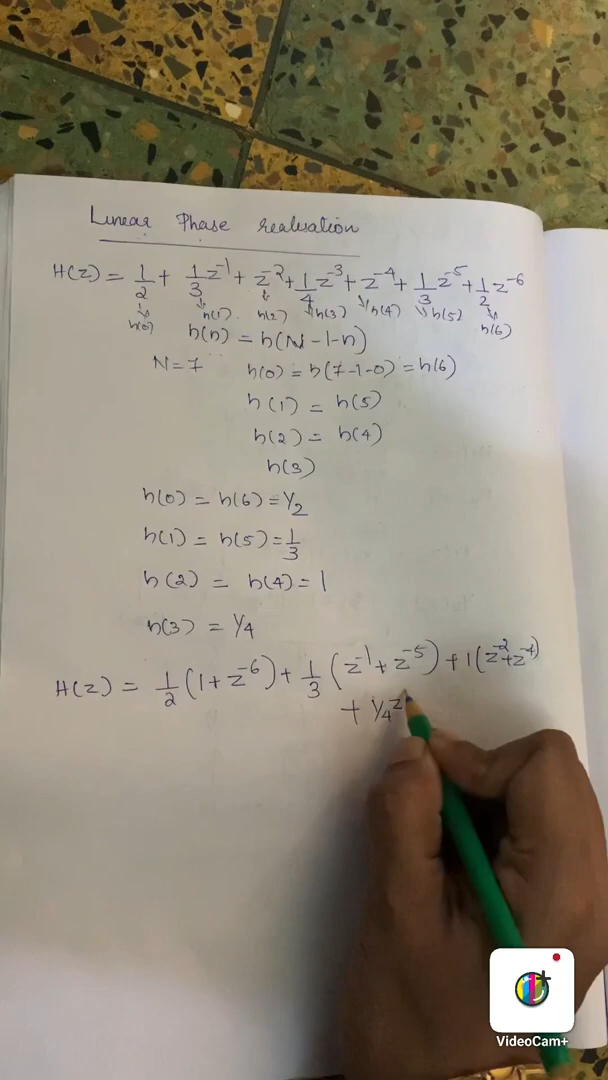 Linear Phase realisation
H(z) = 1/2 + 1/3 z^-1 + z^-2 + 1/4 z^-3 + z^-4 + 1/3 z^-5 + 1/2 z^-6
h(0) h(1) h(2) h(3) h(4) h(5) h(6)
h(n) = h(N-1-n)
N=7 h(0) = h(7-1-0) = h(6)
h(1) = h(5)
h(2) = h(4)
h(3)
h(0) = h(6) = 1/2
h(1) = h(5) = 1/3
h(2) = h(4) = 1
h(3) = 1/4
H(z) = 1/2 (1+z^-6) + 1/3 (z^-1 + z^-5) + 1(z^-2 + z^-4)
+ 1/4 z
VideoCam+